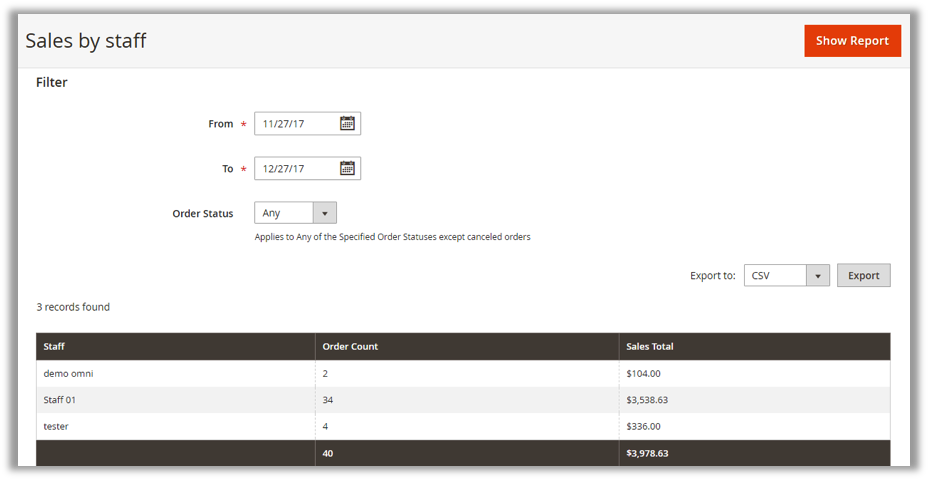 Sales by staff
Show Report
Filter
From *
11/27/17
To *
12/27/17
Order Status
Any
Applies to Any of the Specified Order Statuses except canceled orders
Export to: CSV Export
3 records found
Staff Order Count Sales Total
demo omni 2 $104.00
Staff 01 34 $3,538.63
tester 4 $336.00
40 $3,978.63